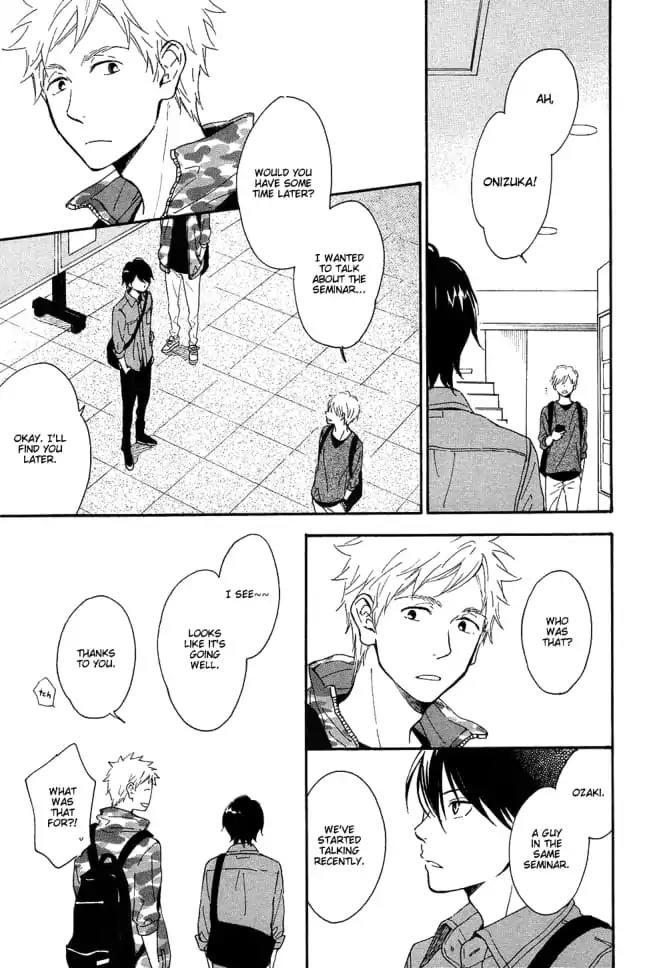 AH,
ONIZUKA!
WOULD YOU
HAVE SOME
TIME LATER?
I WANTED
TO TALK
ABOUT THE
SEMINAR...
OKAY. I'LL
FIND YOU
LATER.
WHO
WAS
THAT?
OZAKI.
A GUY
IN THE
SAME
SEMINAR.
WE'VE
STARTED
TALKING
RECENTLY.
I SEE~~
LOOKS
LIKE IT'S
GOING
WELL.
THANKS
TO YOU.
tch
WHAT
WAS
THAT
FOR?!